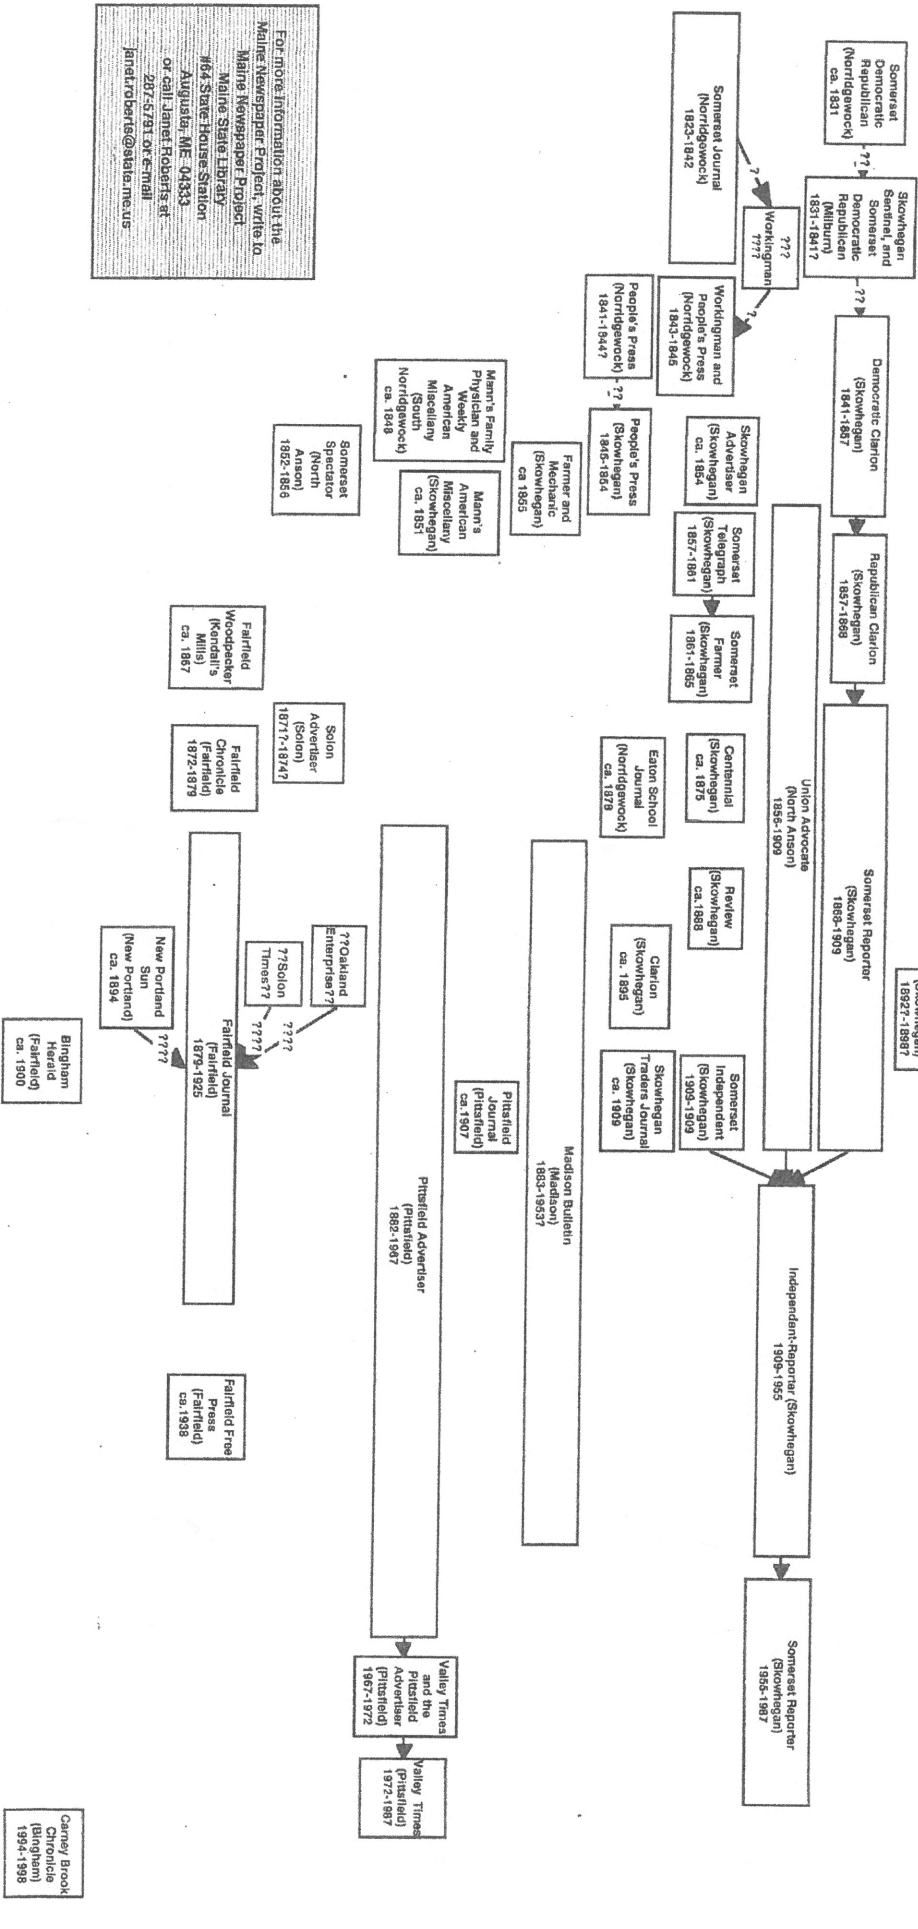 1892?-1898?
Somerset
Democratic
Republican
(Norridgewock)
ca. 1831
??
Skowhegan
Sentinel, and
Somerset
Democratic
Republican
(Milburn)
1831-1841?
??
Democratic Clarion
(Skowhegan)
1841-1857
Republican Clarion
(Skowhegan)
1857-1868
Somerset Reporter
(Skowhegan)
1868-1909
???
Workingman
????
?
?
Union Advocate
(North Anson)
1856-1909
Independent-Reporter (Skowhegan)
1909-1955
Somerset Reporter
(Skowhegan)
1955-1987
Somerset Journal
(Norridgewock)
1823-1842
Workingman and
People's Press
(Norridgewock)
1843-1845
Skowhegan
Advertiser
(Skowhegan)
ca. 1854
Somerset
Telegraph
(Skowhegan)
1857-1861
Somerset
Farmer
(Skowhegan)
1861-1865
Centennial
(Skowhegan)
ca. 1875
Review
(Skowhegan)
ca.1888
Somerset
Independent
(Skowhegan)
1909-1909
People's Press
(Norridgewock)
1841-1844?
??
People's Press
(Skowhegan)
1845-1854
Eaton School
Journal
(Norridgewock)
ca. 1878
Clarion
(Skowhegan)
ca. 1895
Skowhegan
Traders Journal
(Skowhegan)
ca. 1909
Farmer and
Mechanic
(Skowhegan)
ca 1855
Madison Bulletin
(Madison)
1883-1953?
Mann's Family
Physician and
Weekly
American
Miscellany
(South
Norridgewock)
ca. 1848
Mann's
American
Miscellany
(Skowhegan)
ca. 1851
Pittsfield
Journal
(Pittsfield)
ca.1907
Pittsfield Advertiser
(Pittsfield)
1882-1967
Valley Times
and the
Pittsfield
Advertiser
(Pittsfield)
1967-1972
Valley Times
(Pittsfield)
1972-1987
Somerset
Spectator
(North
Anson)
1852-1856
Solon
Advertiser
(Solon)
1871?-1874?
??Oakland
Enterprise??
????
??Solon
Times??
????
Fairfield
Woodpecker
(Kendall's
Mills)
ca. 1867
Fairfield
Chronicle
(Fairfield)
1872-1879
Fairfield Journal
(Fairfield)
1879-1925
Fairfield Free
Press
(Fairfield)
ca.1938
New Portland
Sun
(New Portland)
ca. 1894
????
Bingham
Herald
(Fairfield)
ca. 1900
Carney Brook
Chronicle
(Bingham)
1994-1998
For more information about the
Maine Newspaper Project, write to
Maine Newspaper Project
Maine State Library
#64 State House Station
Augusta, ME 04333
or call Janet Roberts at
287-5791 or e-mail
janet.roberts@state.me.us